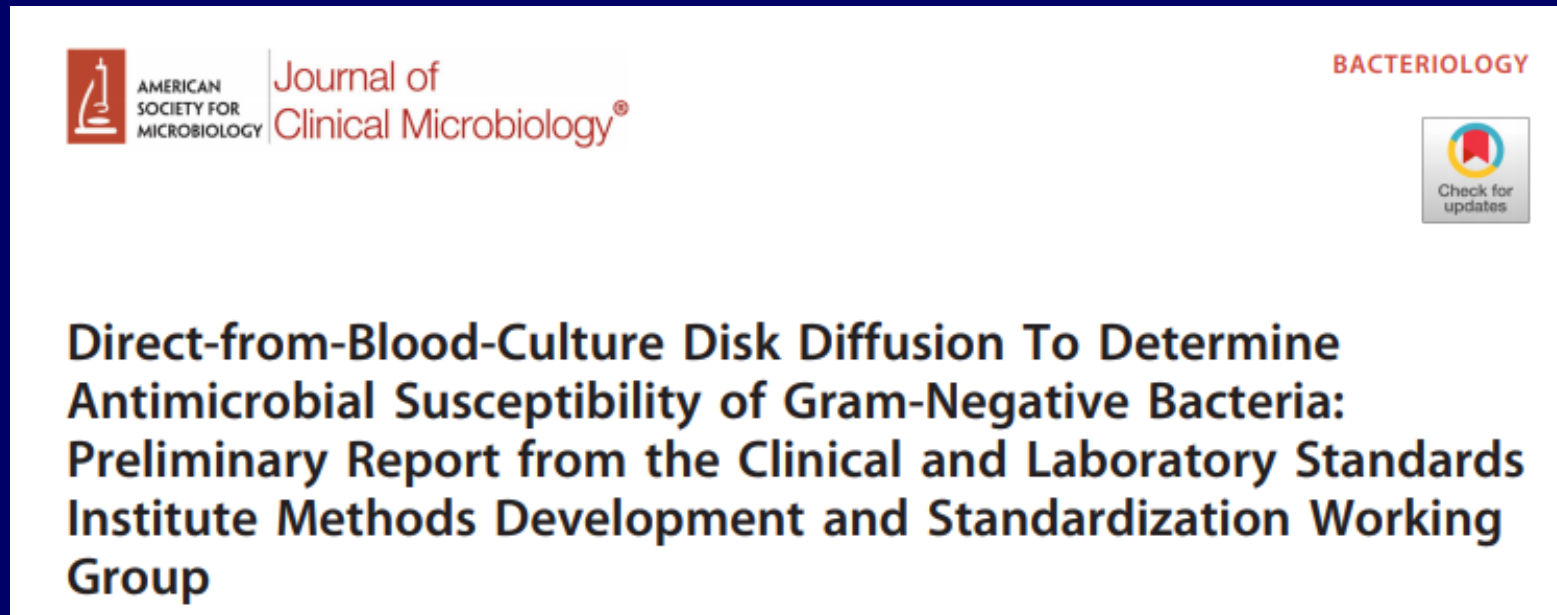 AMERICAN
SOCIETY FOR
MICROBIOLOGY
Journal of
Clinical Microbiology®
BACTERIOLOGY
Check for
updates
Direct-from-Blood-Culture Disk Diffusion To Determine
Antimicrobial Susceptibility of Gram-Negative Bacteria:
Preliminary Report from the Clinical and Laboratory Standards
Institute Methods Development and Standardization Working
Group